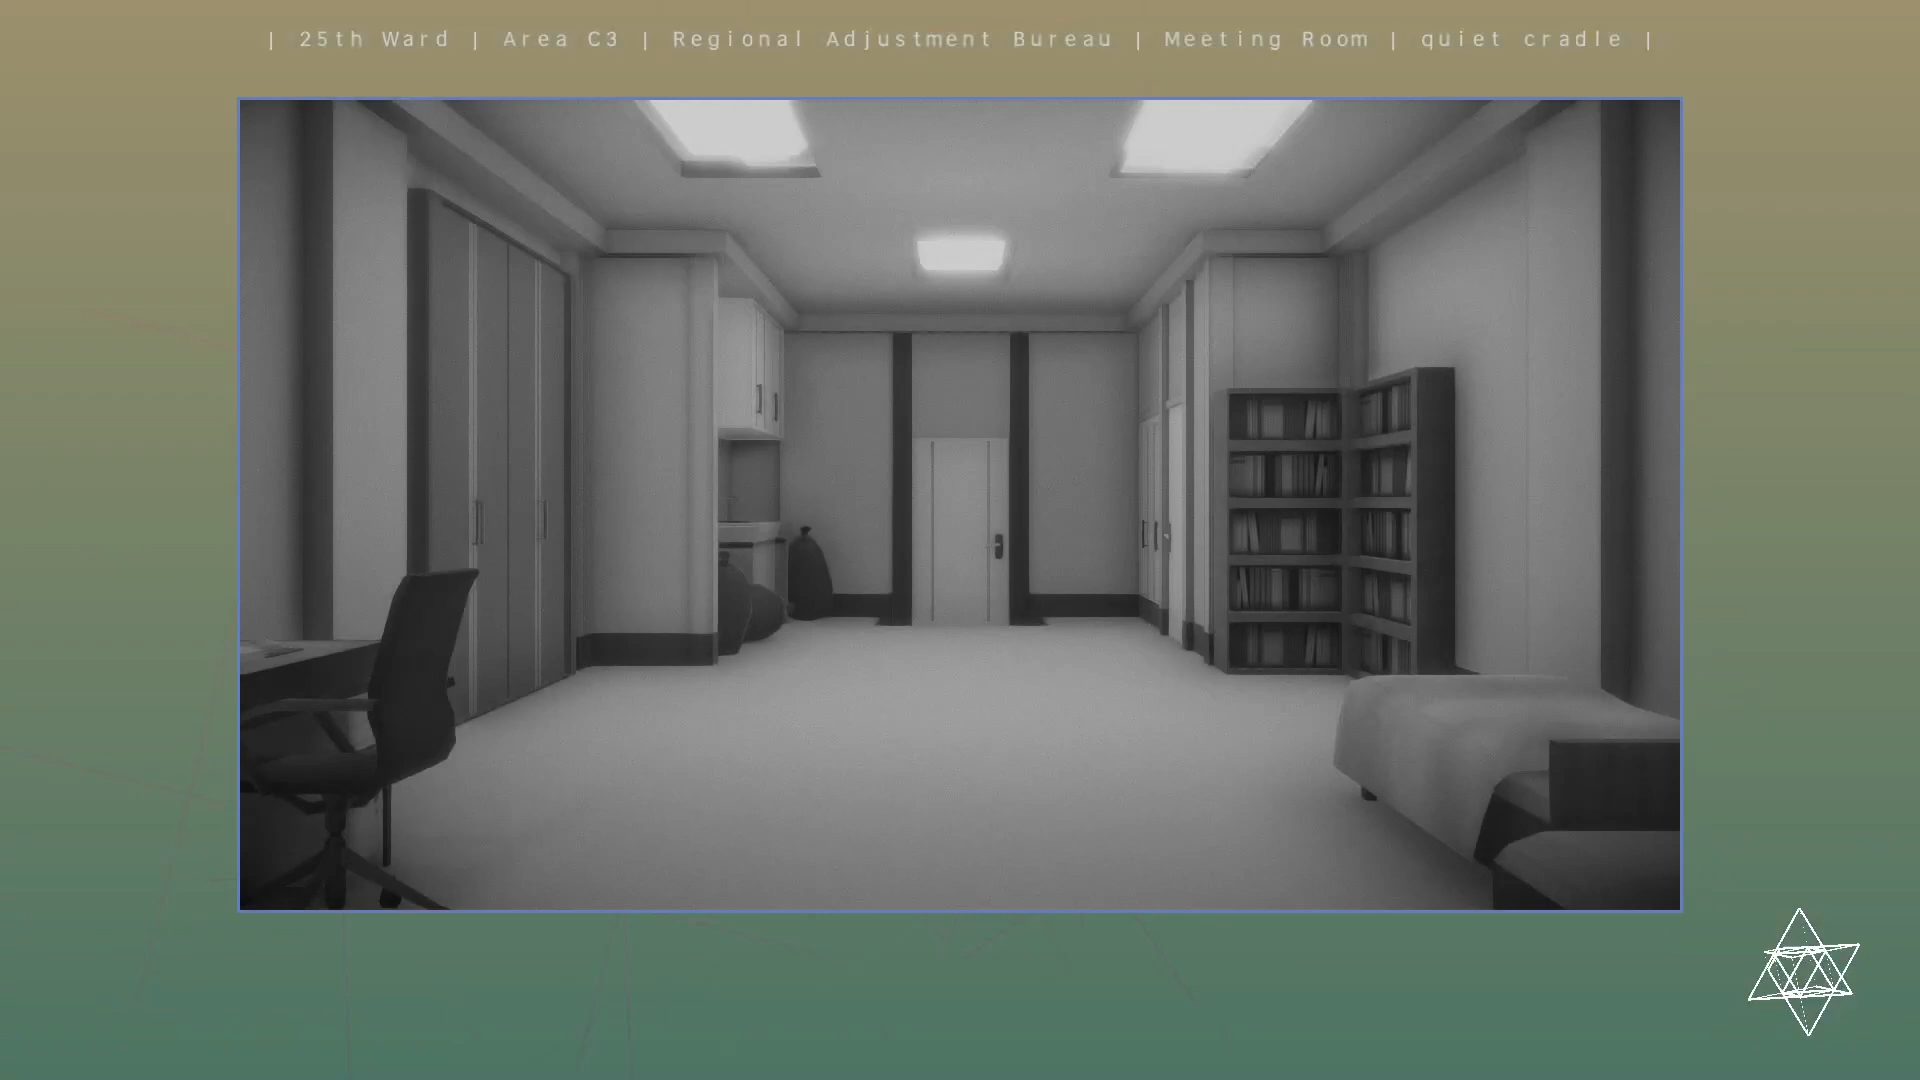 | 25th Ward | Area C3 | Regional Adjustment Bureau | Meeting Room | quiet cradle |